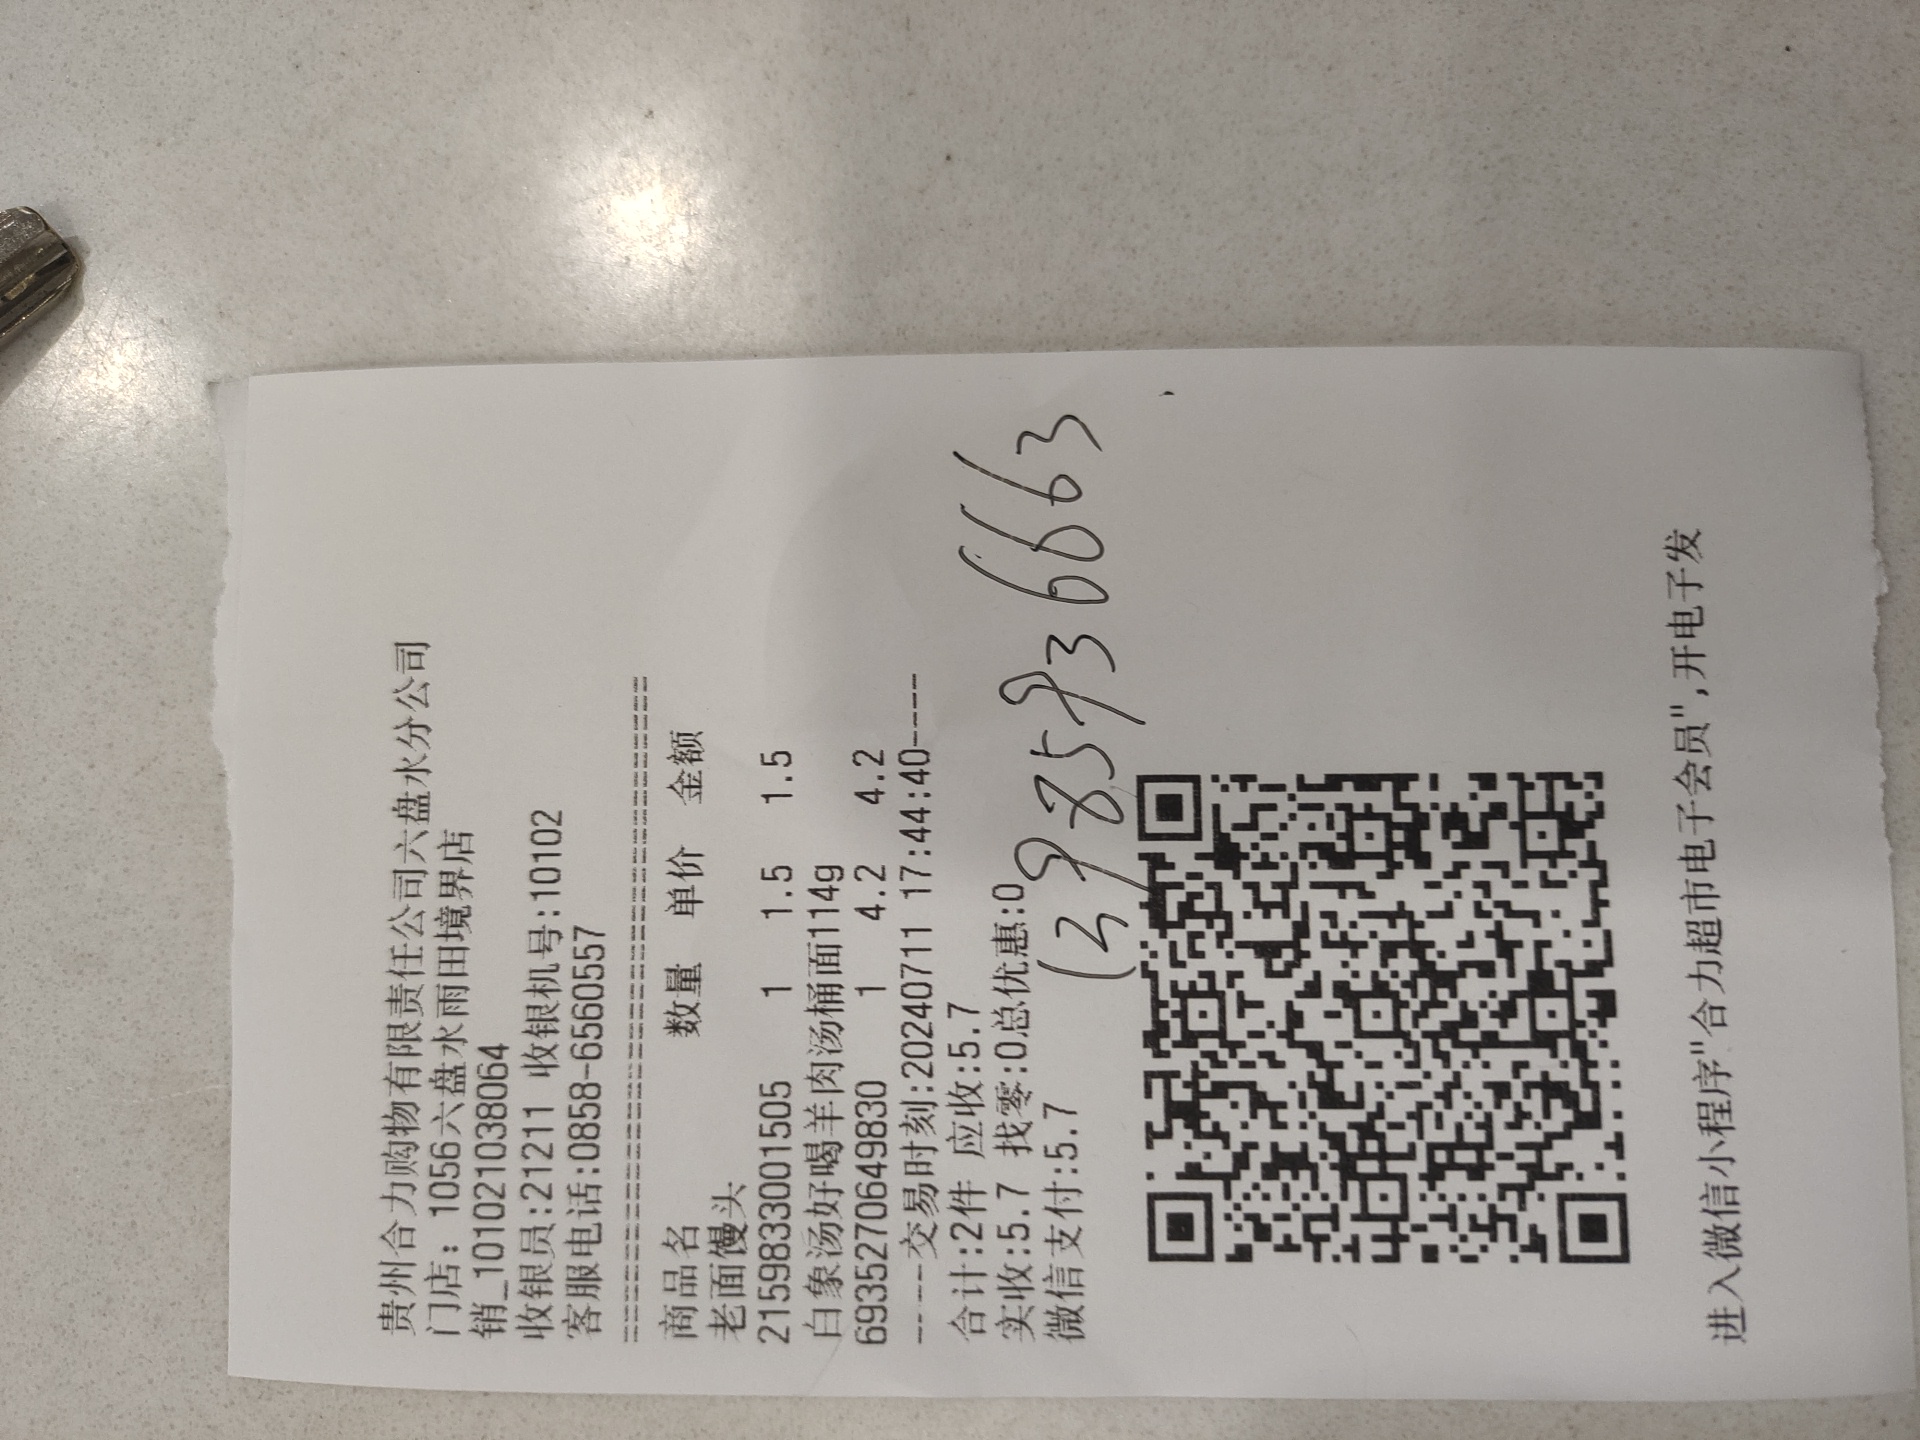 贵州合力购物有限责任公司六盘水分公司
门店: 1056六盘水雨田境界店
销_101021038064
收银员:21211 收银机号:10102
客服电话:0858-6560557
================================
商品名 数量 单价 金额
老面馒头
2159833001505 1 1.5 1.5
白象汤好喝羊肉汤桶面114g
6935270649830 1 4.2 4.2
----交易时刻:20240711 17:44:40----
合计:2件 应收:5.7
实收:5.7 找零:0总优惠:0
微信支付:5.7
12985936663
进入微信小程序"合力超市电子会员",开电子发